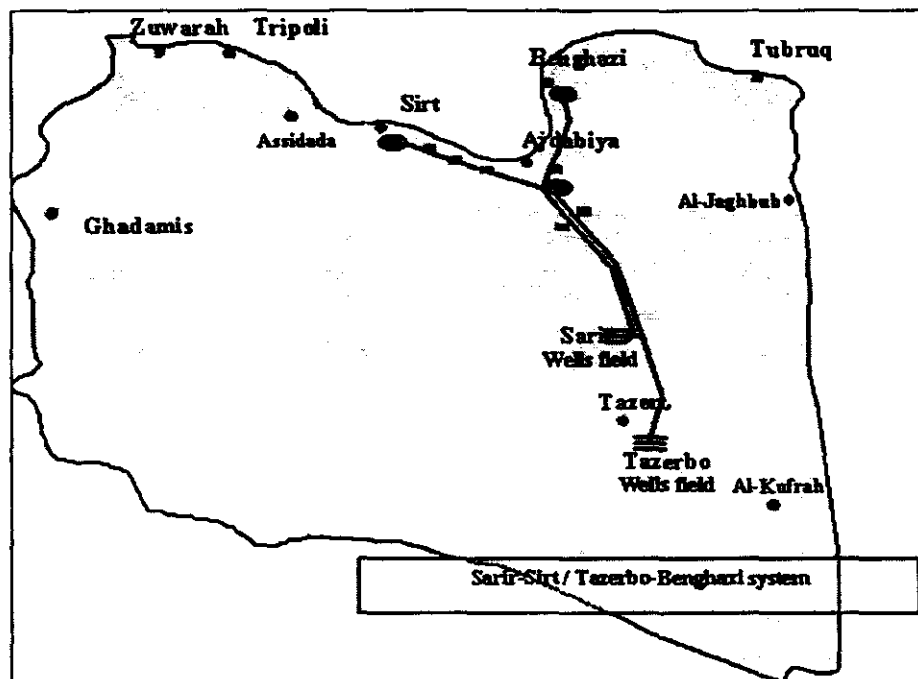 Zuwarah Tripoli
Benghazi
Tubruq
Sirt
Assidada
Ajdabiya
Al-Jaghbub
Ghadamis
Sarir
Wells field
Tazerbo
Wells field
Al-Kufrah
Sarir-Sirt / Tazerbo-Benghazi system